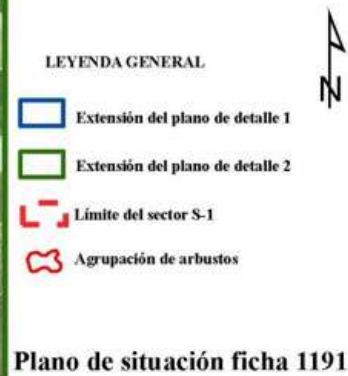 N
LEYENDA GENERAL
Extensión del plano de detalle 1
Extensión del plano de detalle 2
Límite del sector S-1
Agrupación de arbustos
Plano de situación ficha 1191